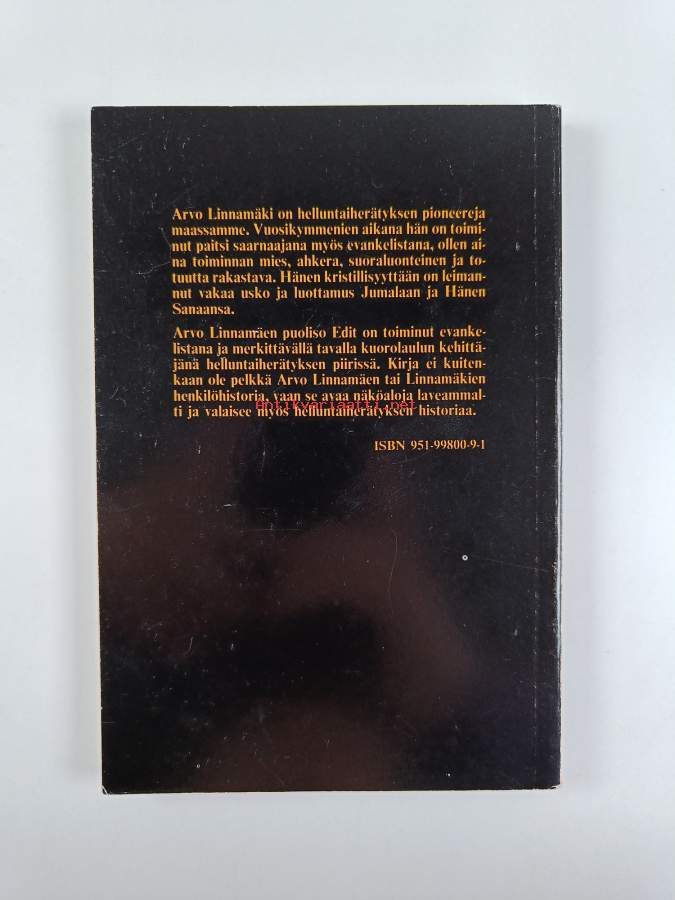 Arvo Linnamäki on helluntaiherätyksen pioneereja
maassamme. Vuosikymmenien aikana hän on toimi-
nut paitsi saarnaajana myös evankelistana, ollen ai-
na toiminnan mies, ahkera, suoraluonteinen ja to-
tuutta rakastava. Hänen kristillisyyttään on leiman-
nut vakaa usko ja luottamus Jumalaan ja Hänen
Sanaansa.
Arvo Linnamäen puoliso Edit on toiminut evanke-
listana ja merkittävällä tavalla kuorolaulun kehittä-
jänä helluntaiherätyksen piirissä. Kirja ei kuiten-
kaan ole pelkkä Arvo Linnamäen tai Linnamäkien
henkilöhistoria, vaan se avaa näköaloja laveammal-
Antikvariaatti.net
ti ja valaisee myös helluntaiherätyksen historiaa.
ISBN 951-99800-9-1